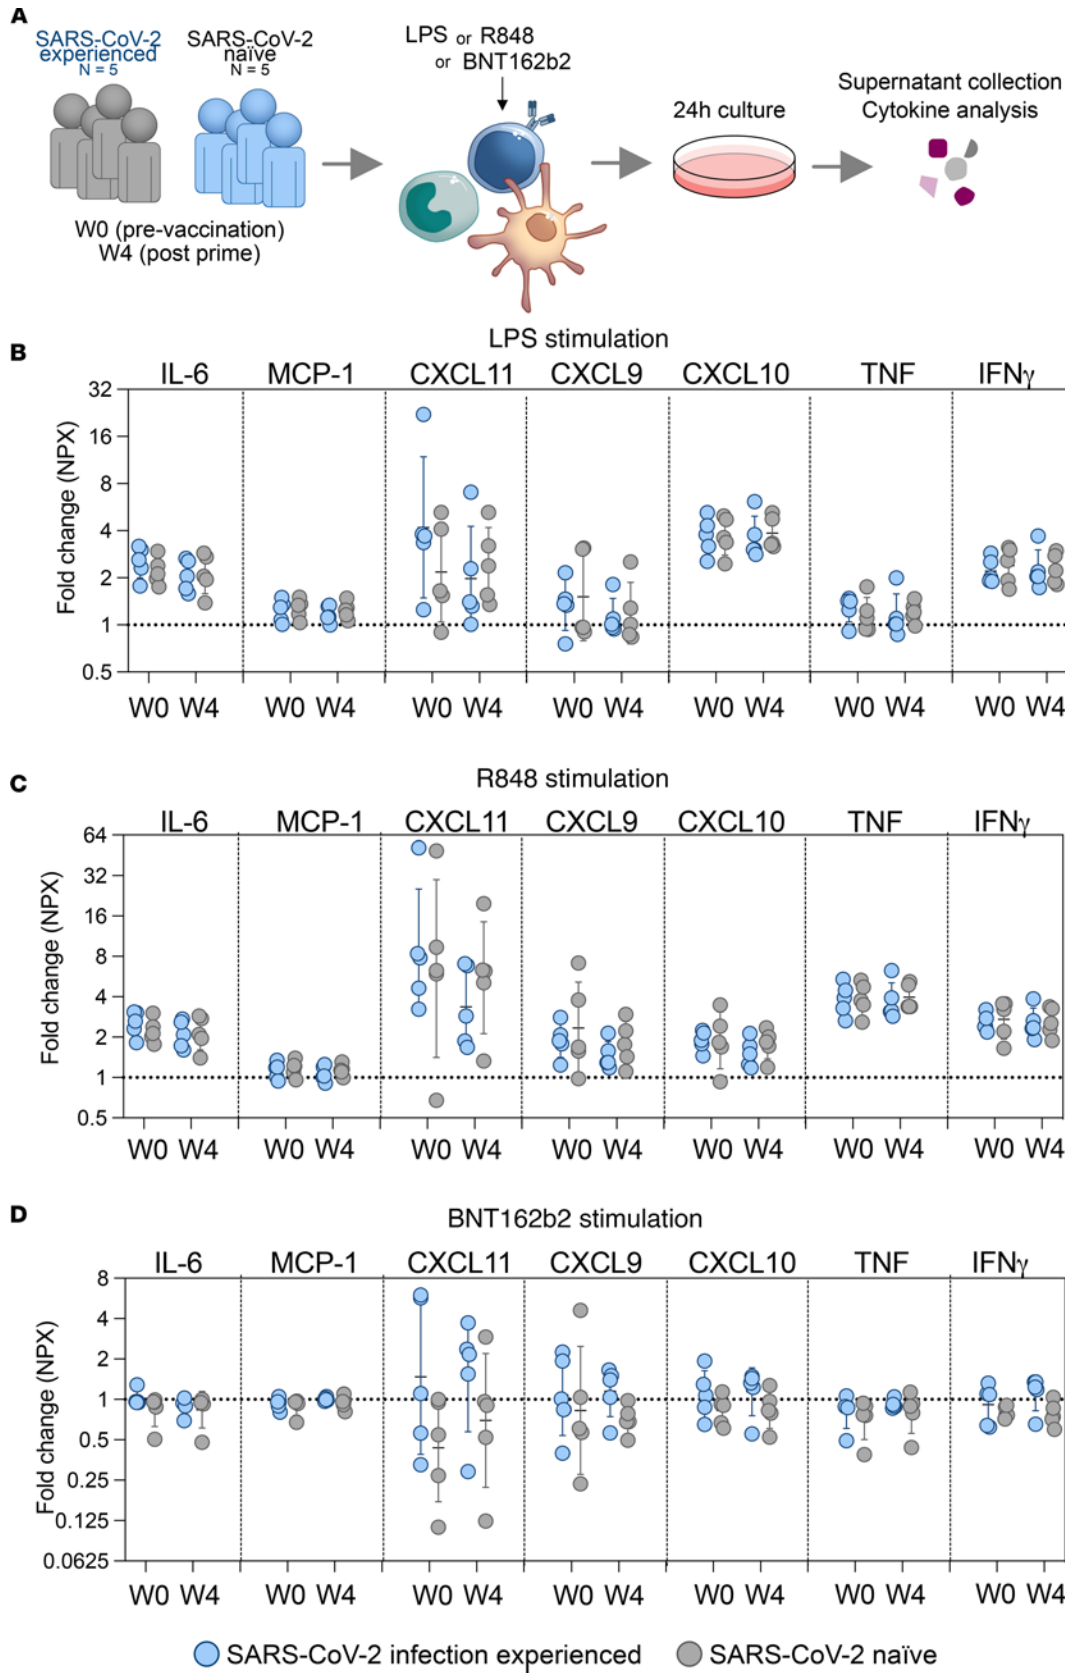 A
SARS-CoV-2 experienced N = 5
SARS-CoV-2 naïve N = 5
W0 (pre-vaccination)
W4 (post prime)
LPS or R848
or BNT162b2
24h culture
Supernatant collection
Cytokine analysis
B
LPS stimulation
IL-6 MCP-1 CXCL11 CXCL9 CXCL10 TNF IFNγ
Fold change (NPX)
32
16
8
4
2
1
0.5
W0 W4 W0 W4 W0 W4 W0 W4 W0 W4 W0 W4 W0 W4
C
R848 stimulation
IL-6 MCP-1 CXCL11 CXCL9 CXCL10 TNF IFNγ
Fold change (NPX)
64
32
16
8
4
2
1
0.5
W0 W4 W0 W4 W0 W4 W0 W4 W0 W4 W0 W4 W0 W4
D
BNT162b2 stimulation
IL-6 MCP-1 CXCL11 CXCL9 CXCL10 TNF IFNγ
Fold change (NPX)
8
4
2
1
0.5
0.25
0.125
0.0625
W0 W4 W0 W4 W0 W4 W0 W4 W0 W4 W0 W4 W0 W4
SARS-CoV-2 infection experienced SARS-CoV-2 naïve